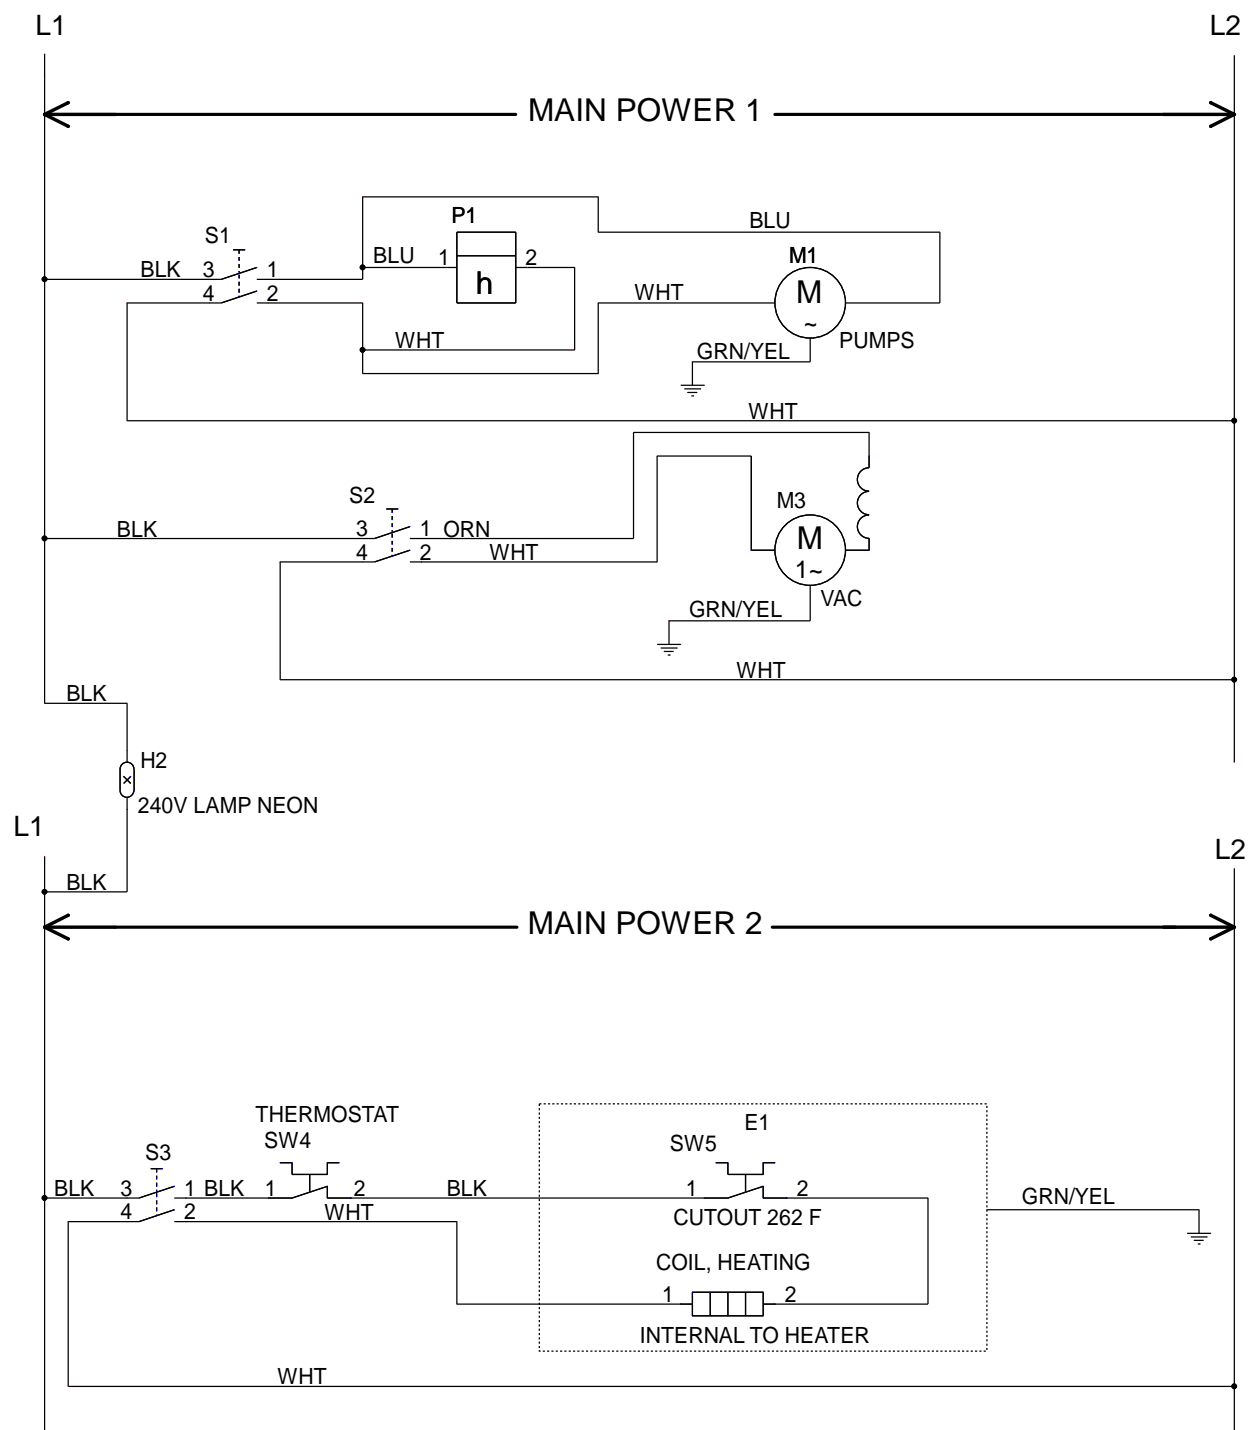 L1
L2
MAIN POWER 1
P1
BLU
S1
BLU 1 2
M1
BLK 3 1
h
M
4 2
WHT
~
WHT
PUMPS
GRN/YEL
WHT
S2
M3
BLK
3 1 ORN
M
4 2 WHT
1~
VAC
GRN/YEL
WHT
BLK
H2
240V LAMP NEON
L1
L2
BLK
MAIN POWER 2
THERMOSTAT
E1
SW4
SW5
S3
BLK 3 1 BLK 1 2 BLK 1 2
GRN/YEL
4 2 WHT
CUTOUT 262 F
COIL, HEATING
1 2
INTERNAL TO HEATER
WHT